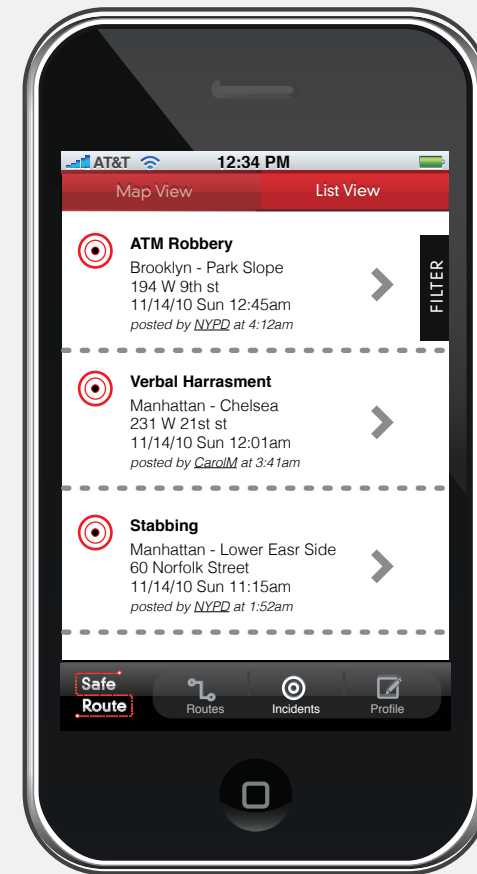 AT&T 12:34 PM
Map View List View
ATM Robbery
Brooklyn - Park Slope
194 W 9th st
11/14/10 Sun 12:45am
posted by NYPD at 4:12am
FILTER
Verbal Harrasment
Manhattan - Chelsea
231 W 21st st
11/14/10 Sun 12:01am
posted by CarolM at 3:41am
Stabbing
Manhattan - Lower Easr Side
60 Norfolk Street
11/14/10 Sun 11:15am
posted by NYPD at 1:52am
Safe
Route
Routes Incidents Profile